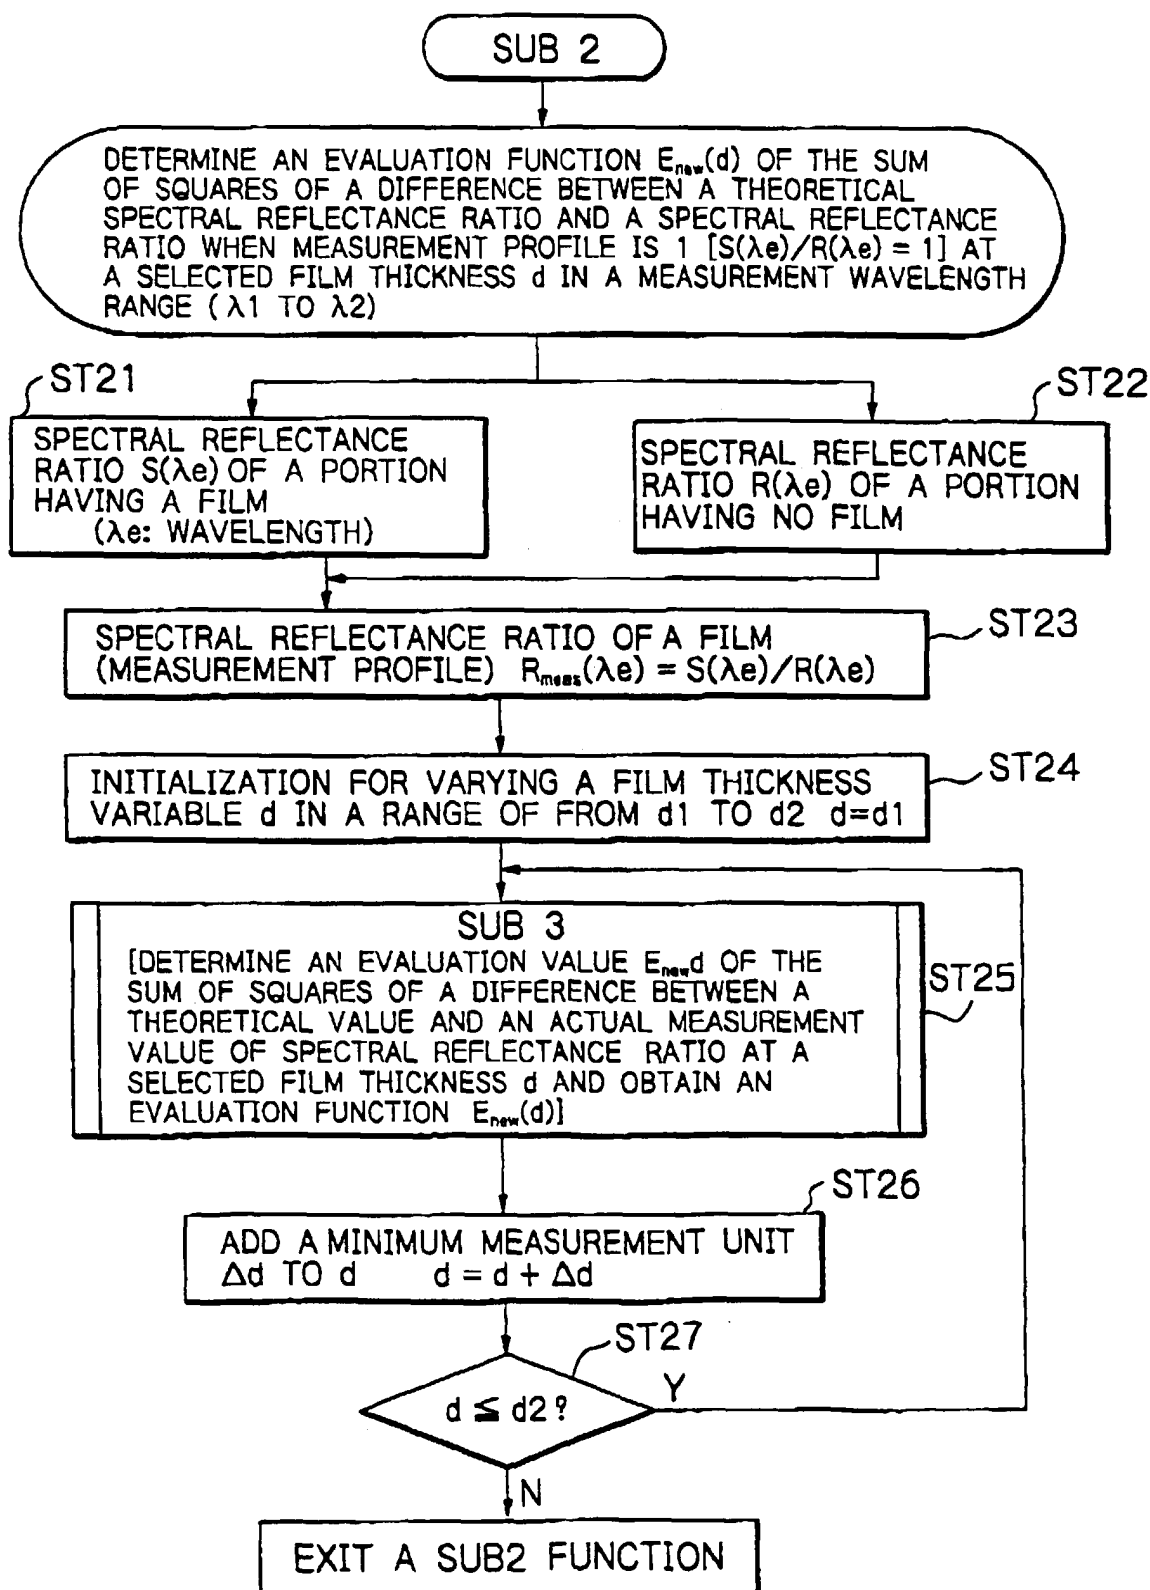 SUB 2
DETERMINE AN EVALUATION FUNCTION Enew(d) OF THE SUM
OF SQUARES OF A DIFFERENCE BETWEEN A THEORETICAL
SPECTRAL REFLECTANCE RATIO AND A SPECTRAL REFLECTANCE
RATIO WHEN MEASUREMENT PROFILE IS 1 [S(λe)/R(λe) = 1] AT
A SELECTED FILM THICKNESS d IN A MEASUREMENT WAVELENGTH
RANGE (λ1 TO λ2)
ST21
SPECTRAL REFLECTANCE
RATIO S(λe) OF A PORTION
HAVING A FILM
(λe: WAVELENGTH)
ST22
SPECTRAL REFLECTANCE
RATIO R(λe) OF A PORTION
HAVING NO FILM
ST23
SPECTRAL REFLECTANCE RATIO OF A FILM
(MEASUREMENT PROFILE) Rmeas(λe) = S(λe)/R(λe)
ST24
INITIALIZATION FOR VARYING A FILM THICKNESS
VARIABLE d IN A RANGE OF FROM d1 TO d2 d=d1
SUB 3
[DETERMINE AN EVALUATION VALUE Enewd OF THE
SUM OF SQUARES OF A DIFFERENCE BETWEEN A
THEORETICAL VALUE AND AN ACTUAL MEASUREMENT
VALUE OF SPECTRAL REFLECTANCE RATIO AT A
SELECTED FILM THICKNESS d AND OBTAIN AN
EVALUATION FUNCTION Enew(d)]
ST25
ST26
ADD A MINIMUM MEASUREMENT UNIT
Δd TO d d = d + Δd
ST27
d ≦ d2?
Y
N
EXIT A SUB2 FUNCTION